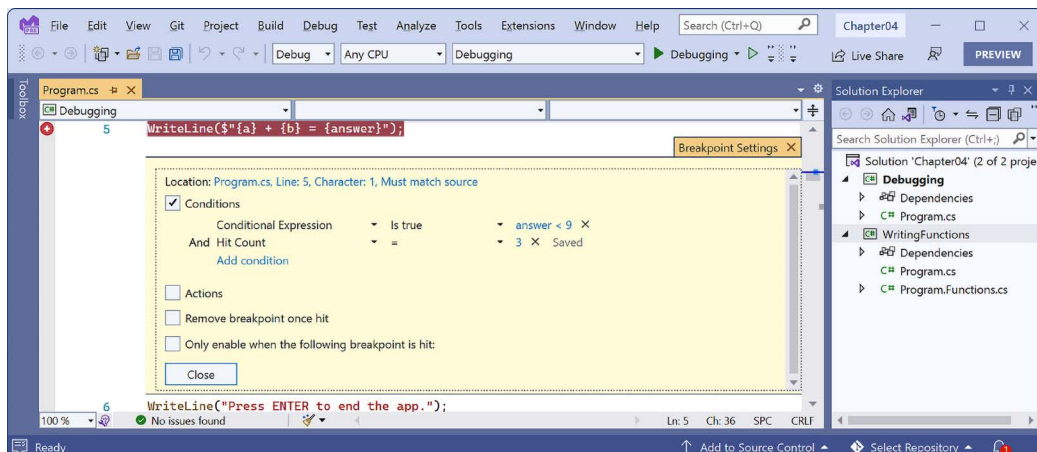 File Edit View Git Project Build Debug Test Analyze Tools Extensions Window Help Search (Ctrl+Q) Chapter04
Debug Any CPU Debugging Debugging Live Share PREVIEW
Toolbox
Program.cs
Solution Explorer
C# Debugging
5 WriteLine($"{a} + {b} = {answer}");
Breakpoint Settings
Location: Program.cs, Line: 5, Character: 1, Must match source
Conditions
Conditional Expression Is true answer < 9
And Hit Count = 3 Saved
Add condition
Actions
Remove breakpoint once hit
Only enable when the following breakpoint is hit:
Close
6 WriteLine("Press ENTER to end the app.");
100 % No issues found Ln: 5 Ch: 36 SPC CRLF
Search Solution Explorer (Ctrl+;)
Solution 'Chapter04' (2 of 2 proje
C# Debugging
Dependencies
C# Program.cs
C# WritingFunctions
Dependencies
C# Program.cs
C# Program.Functions.cs
Ready Add to Source Control Select Repository 1